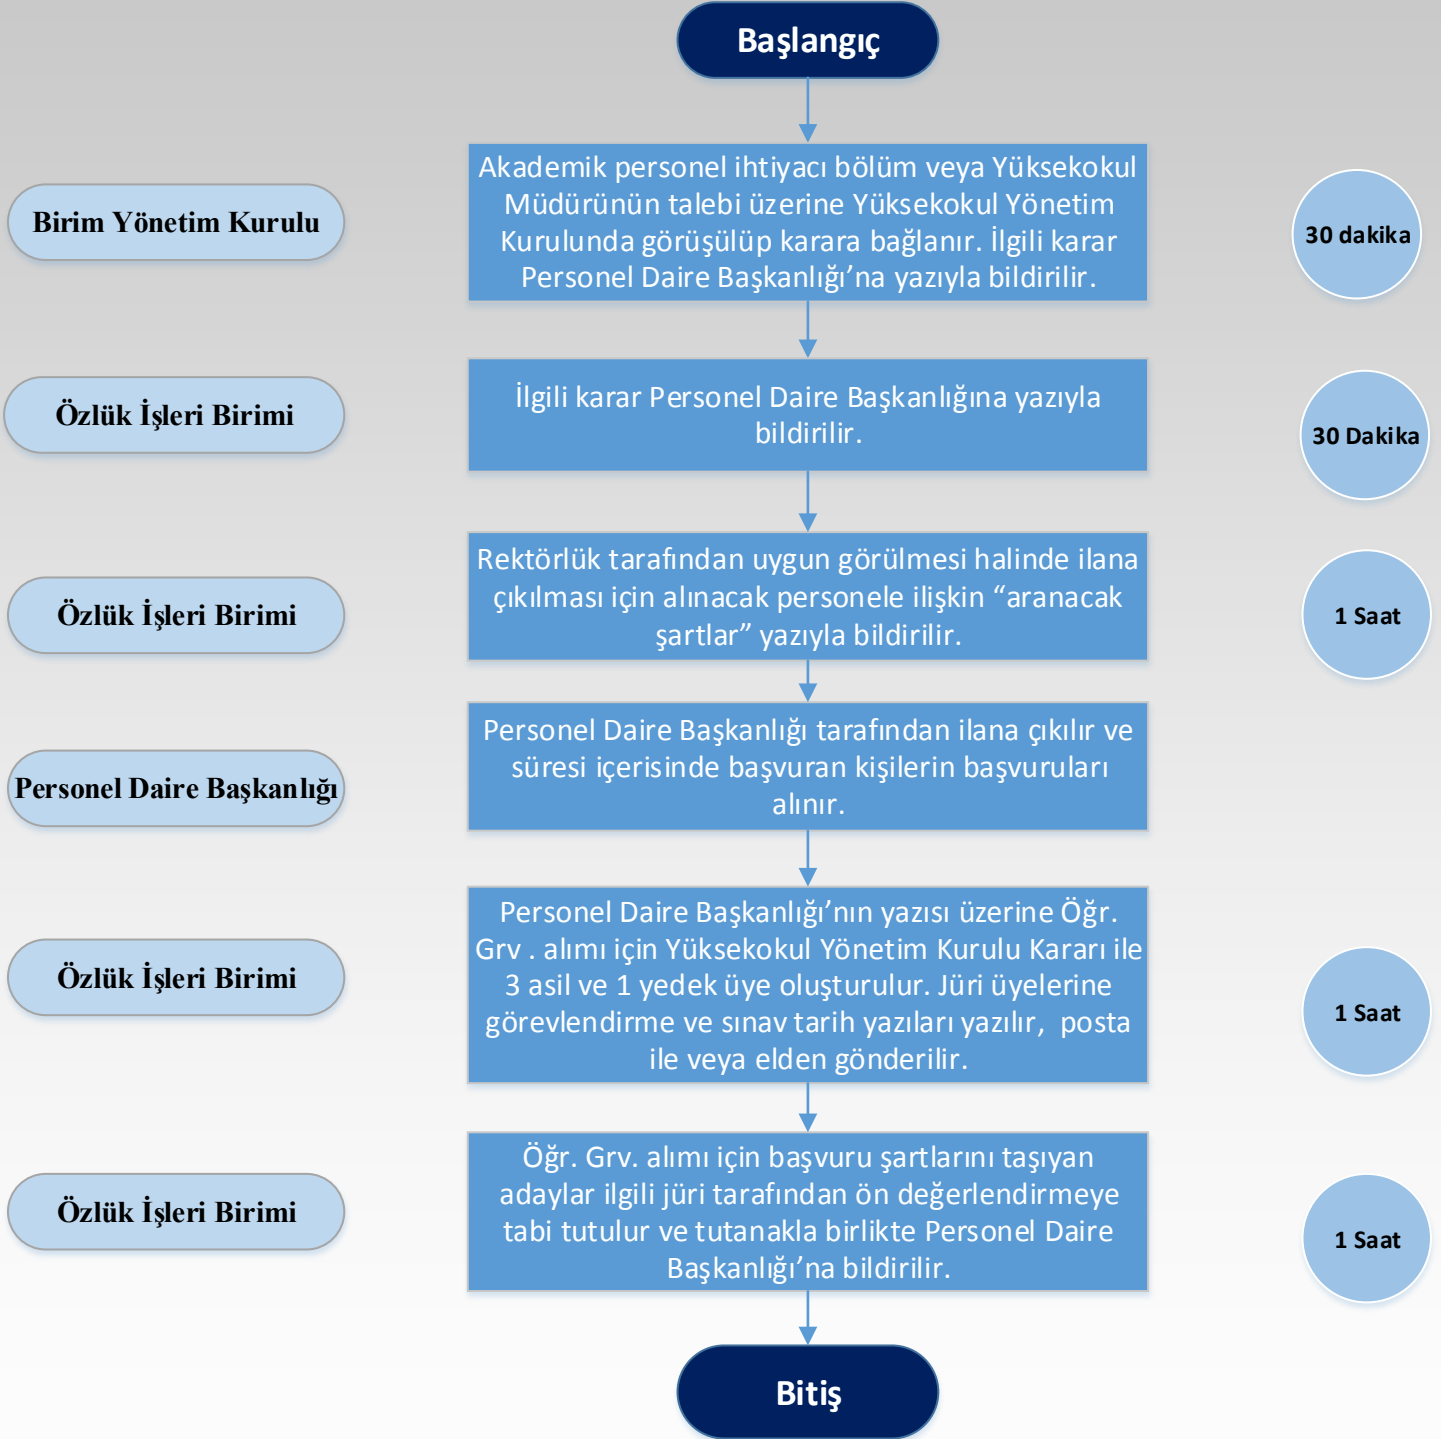 Başlangıç
Birim Yönetim Kurulu
Akademik personel ihtiyacı bölüm veya Yüksekokul
Müdürünün talebi üzerine Yüksekokul Yönetim
Kurulunda görüşülüp karara bağlanır. İlgili karar
Personel Daire Başkanlığı’na yazıyla bildirilir.
30 dakika
Özlük İşleri Birimi
İlgili karar Personel Daire Başkanlığına yazıyla
bildirilir.
30 Dakika
Özlük İşleri Birimi
Rektörlük tarafından uygun görülmesi halinde ilana
çıkılması için alınacak personele ilişkin “aranacak
şartlar” yazıyla bildirilir.
1 Saat
Personel Daire Başkanlığı
Personel Daire Başkanlığı tarafından ilana çıkılır ve
süresi içerisinde başvuran kişilerin başvuruları
alınır.
Özlük İşleri Birimi
Personel Daire Başkanlığı’nın yazısı üzerine Öğr.
Grv . alımı için Yüksekokul Yönetim Kurulu Kararı ile
3 asil ve 1 yedek üye oluşturulur. Jüri üyelerine
görevlendirme ve sınav tarih yazıları yazılır, posta
ile veya elden gönderilir.
1 Saat
Özlük İşleri Birimi
Öğr. Grv. alımı için başvuru şartlarını taşıyan
adaylar ilgili jüri tarafından ön değerlendirmeye
tabi tutulur ve tutanakla birlikte Personel Daire
Başkanlığı’na bildirilir.
1 Saat
Bitiş